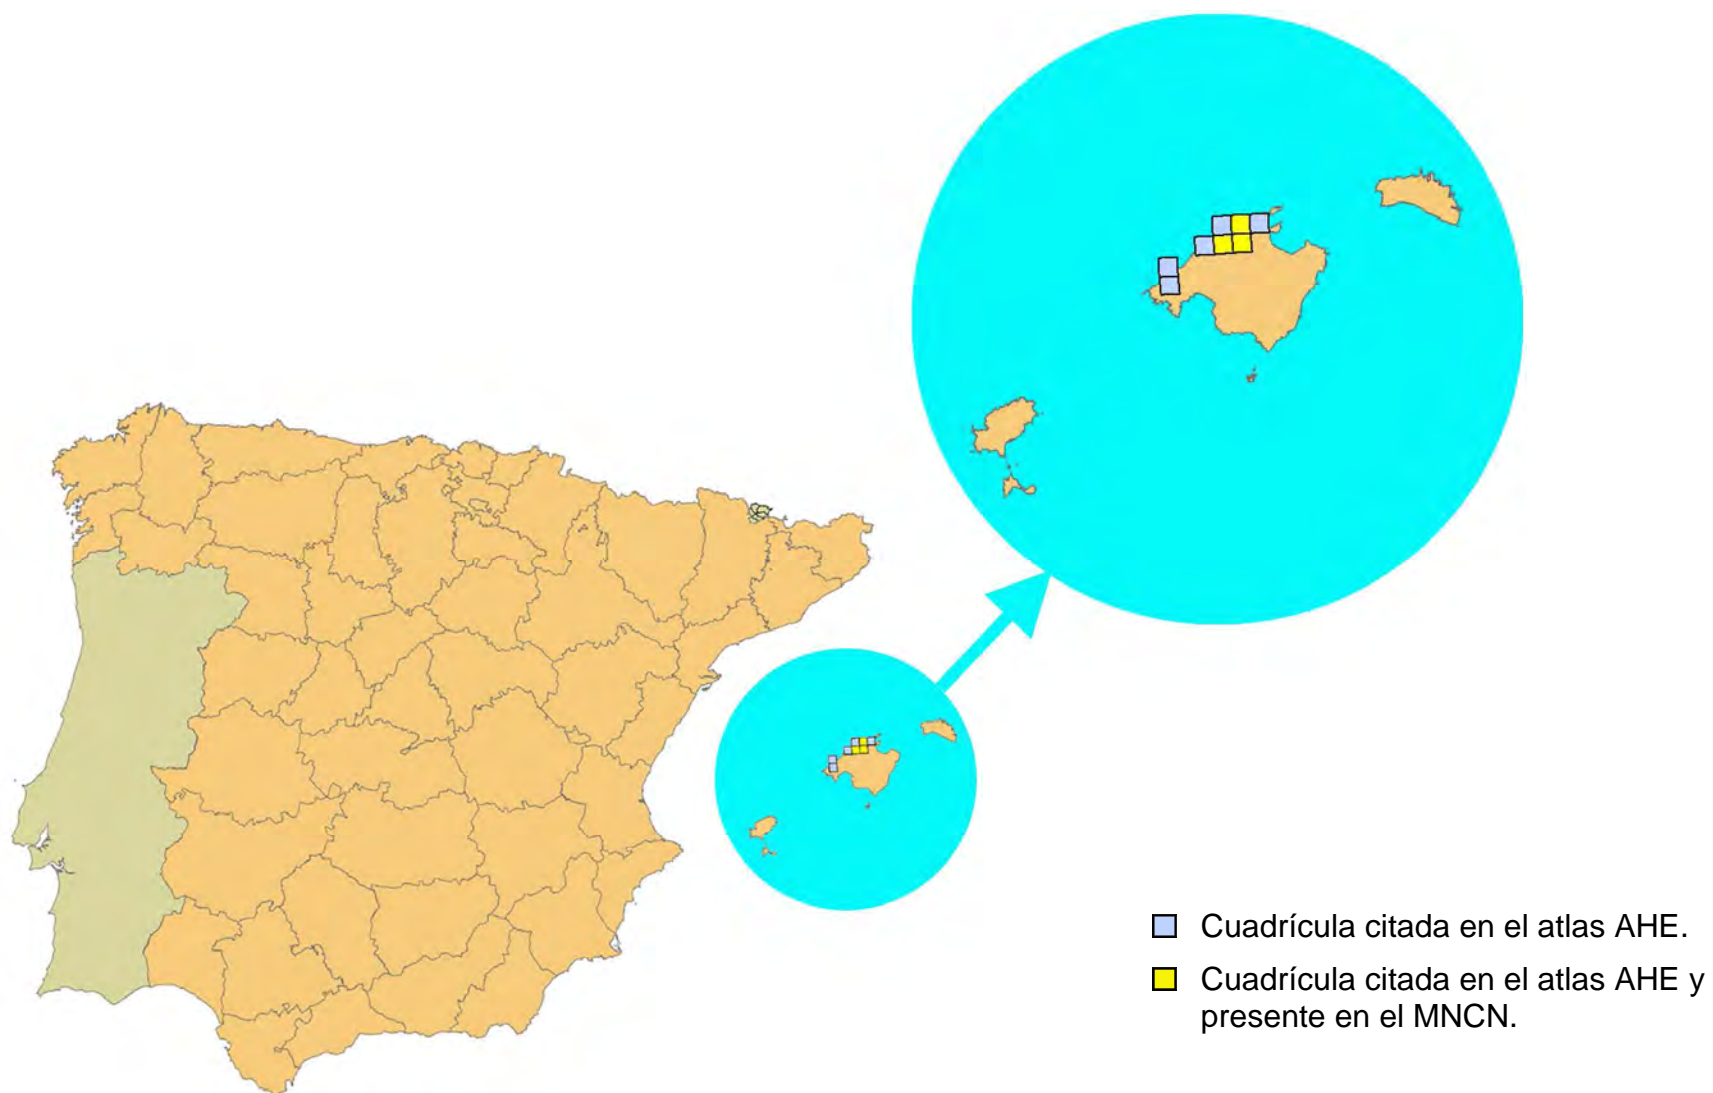 Cuadrícula citada en el atlas AHE.
Cuadrícula citada en el atlas AHE y
presente en el MNCN.